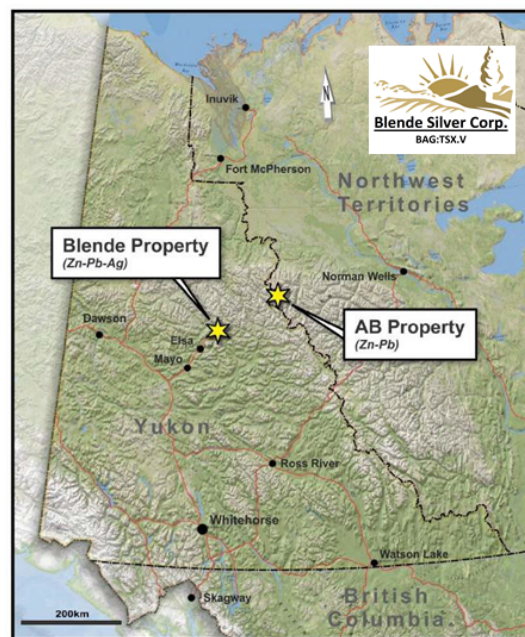 Blende Silver Corp.
BAG:TSX.V
N
Inuvik
Fort McPherson
Northwest
Territories
Blende Property
(Zn-Pb-Ag)
Norman Wells
AB Property
(Zn-Pb)
Dawson
Elsa
Mayo
Yukon
Ross River
Whitehorse
Watson Lake
Skagway
British
Columbia
200km